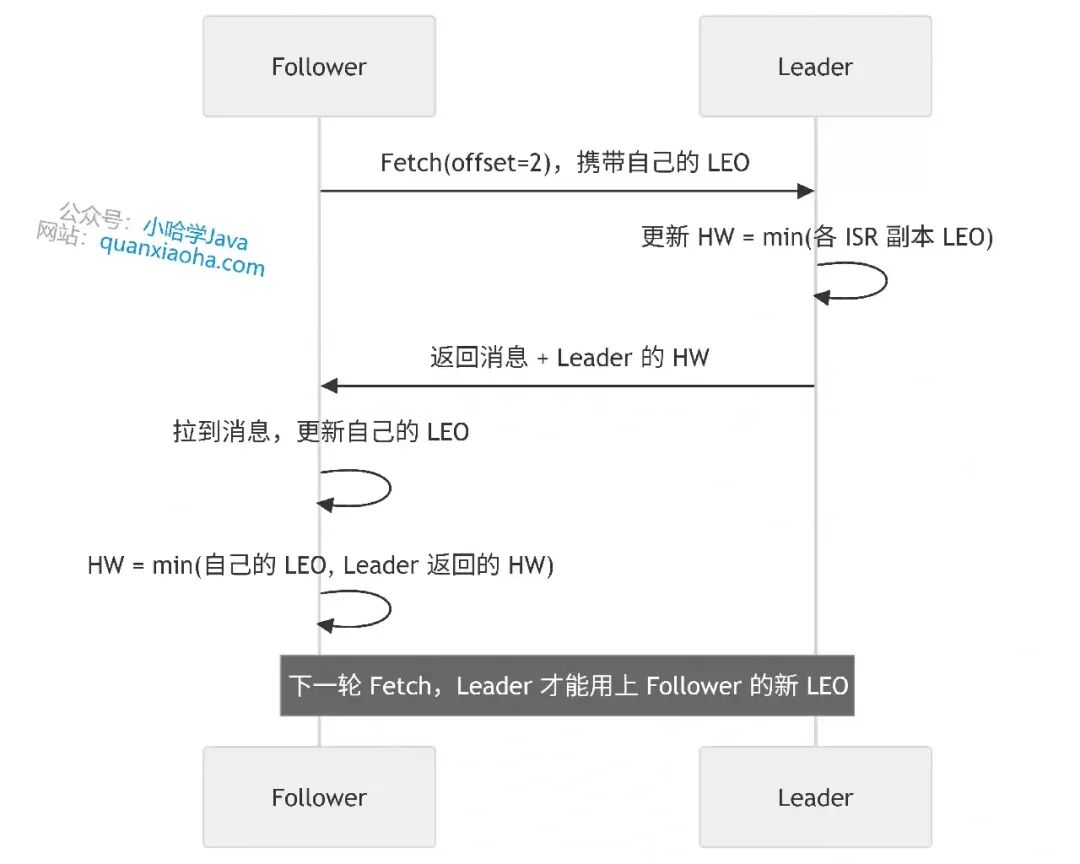 Follower
Leader
Fetch(offset=2)，携带自己的 LEO
公众号：小哈学Java
网站：quanxiaoha.com
更新 HW = min(各 ISR 副本 LEO)
返回消息 + Leader 的 HW
拉到消息，更新自己的 LEO
HW = min(自己的 LEO, Leader 返回的 HW)
下一轮 Fetch，Leader 才能用上 Follower 的新 LEO
Follower
Leader